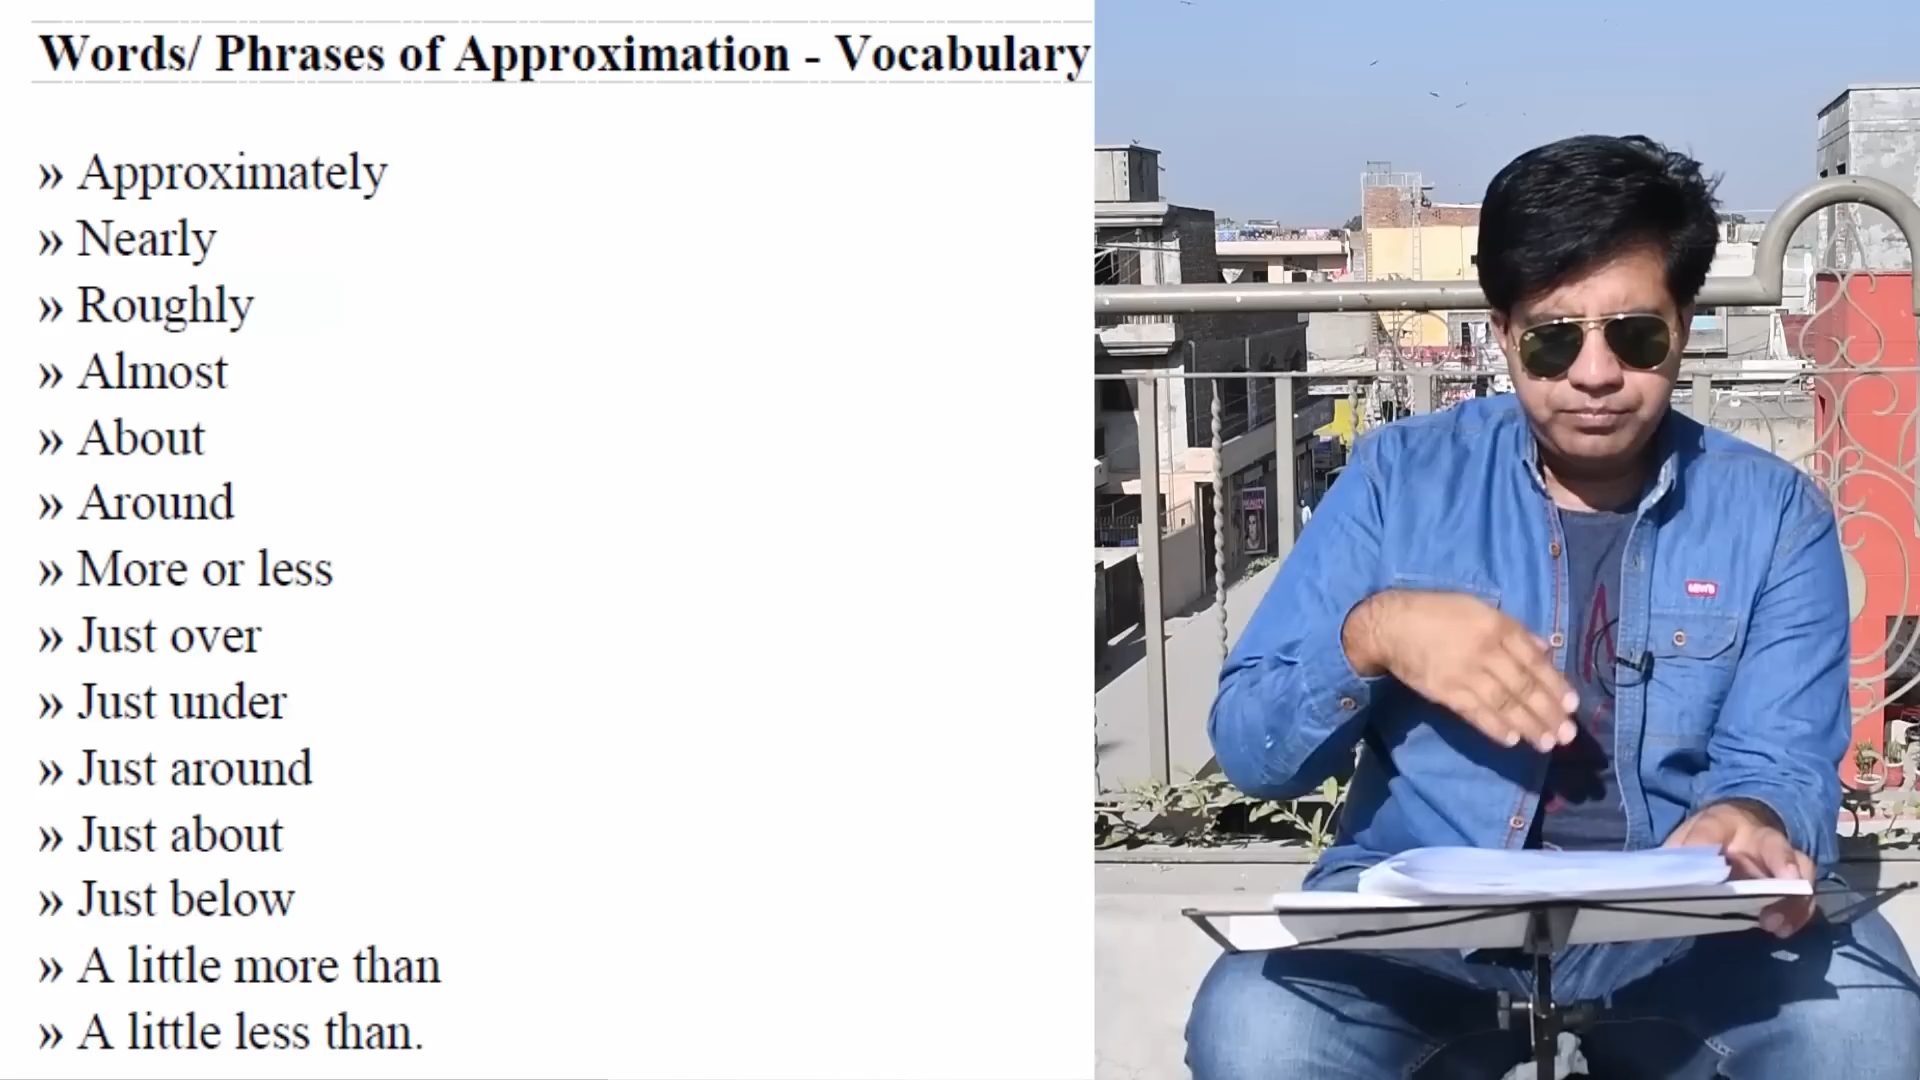 Words/ Phrases of Approximation - Vocabulary
» Approximately
» Nearly
» Roughly
» Almost
» About
» Around
» More or less
» Just over
» Just under
» Just around
» Just about
» Just below
» A little more than
» A little less than.